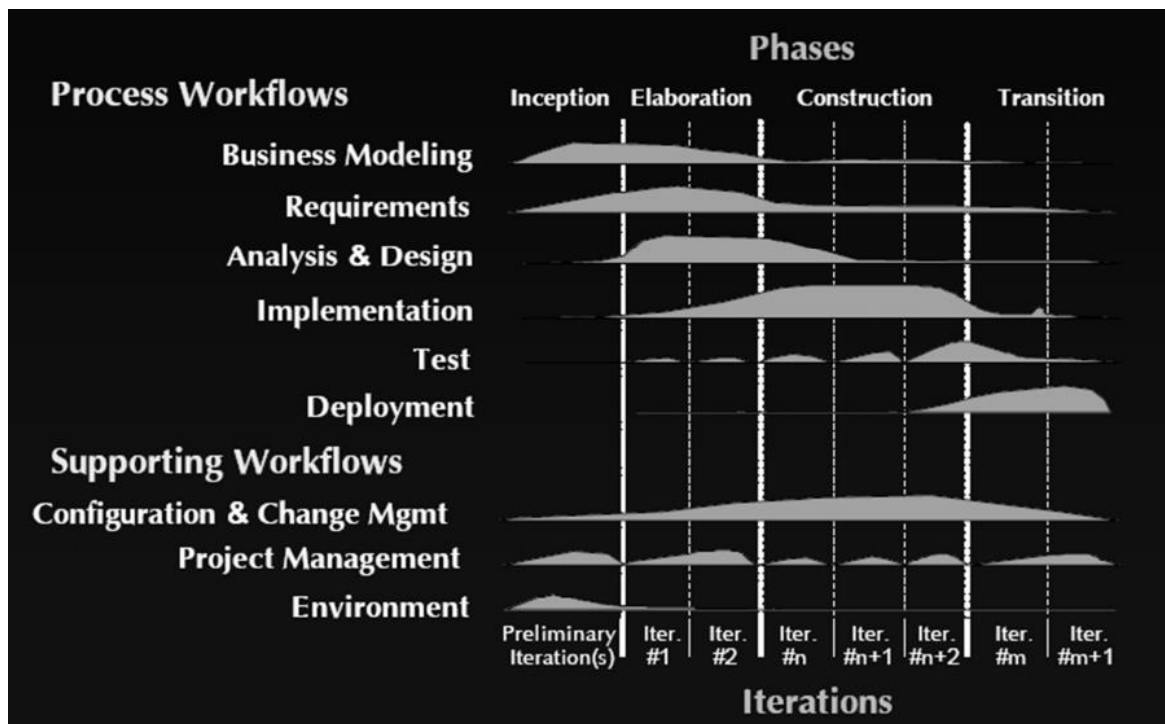 Phases
Process Workflows
Inception Elaboration Construction Transition
Business Modeling
Requirements
Analysis & Design
Implementation
Test
Deployment
Supporting Workflows
Configuration & Change Mgmt
Project Management
Environment
Preliminary Iter. Iter. Iter. Iter. Iter. Iter. Iter.
Iteration(s) #1 #2 #n #n+1 #n+2 #m #m+1
Iterations